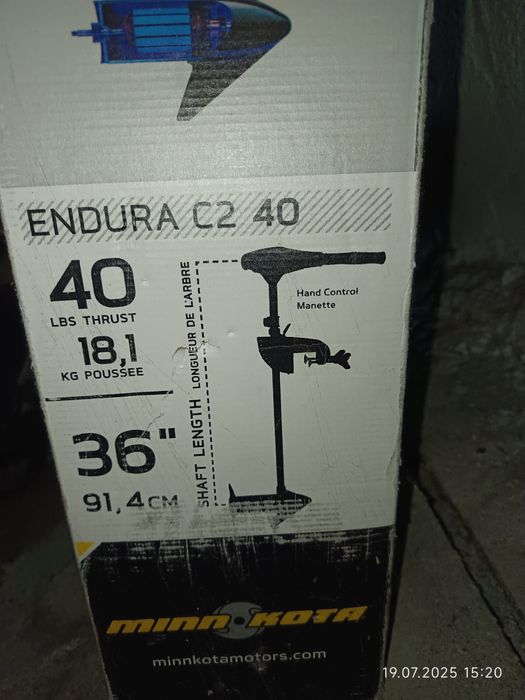 ENDURA C2 40
40
LBS THRUST
18,1
KG POUSSEE
36"
91,4CM
SHAFT LENGTH LONGUEUR DE L'ARBRE
Hand Control
Manette
MINN KOTA
minnkotamotors.com
19.07.2025 15:20